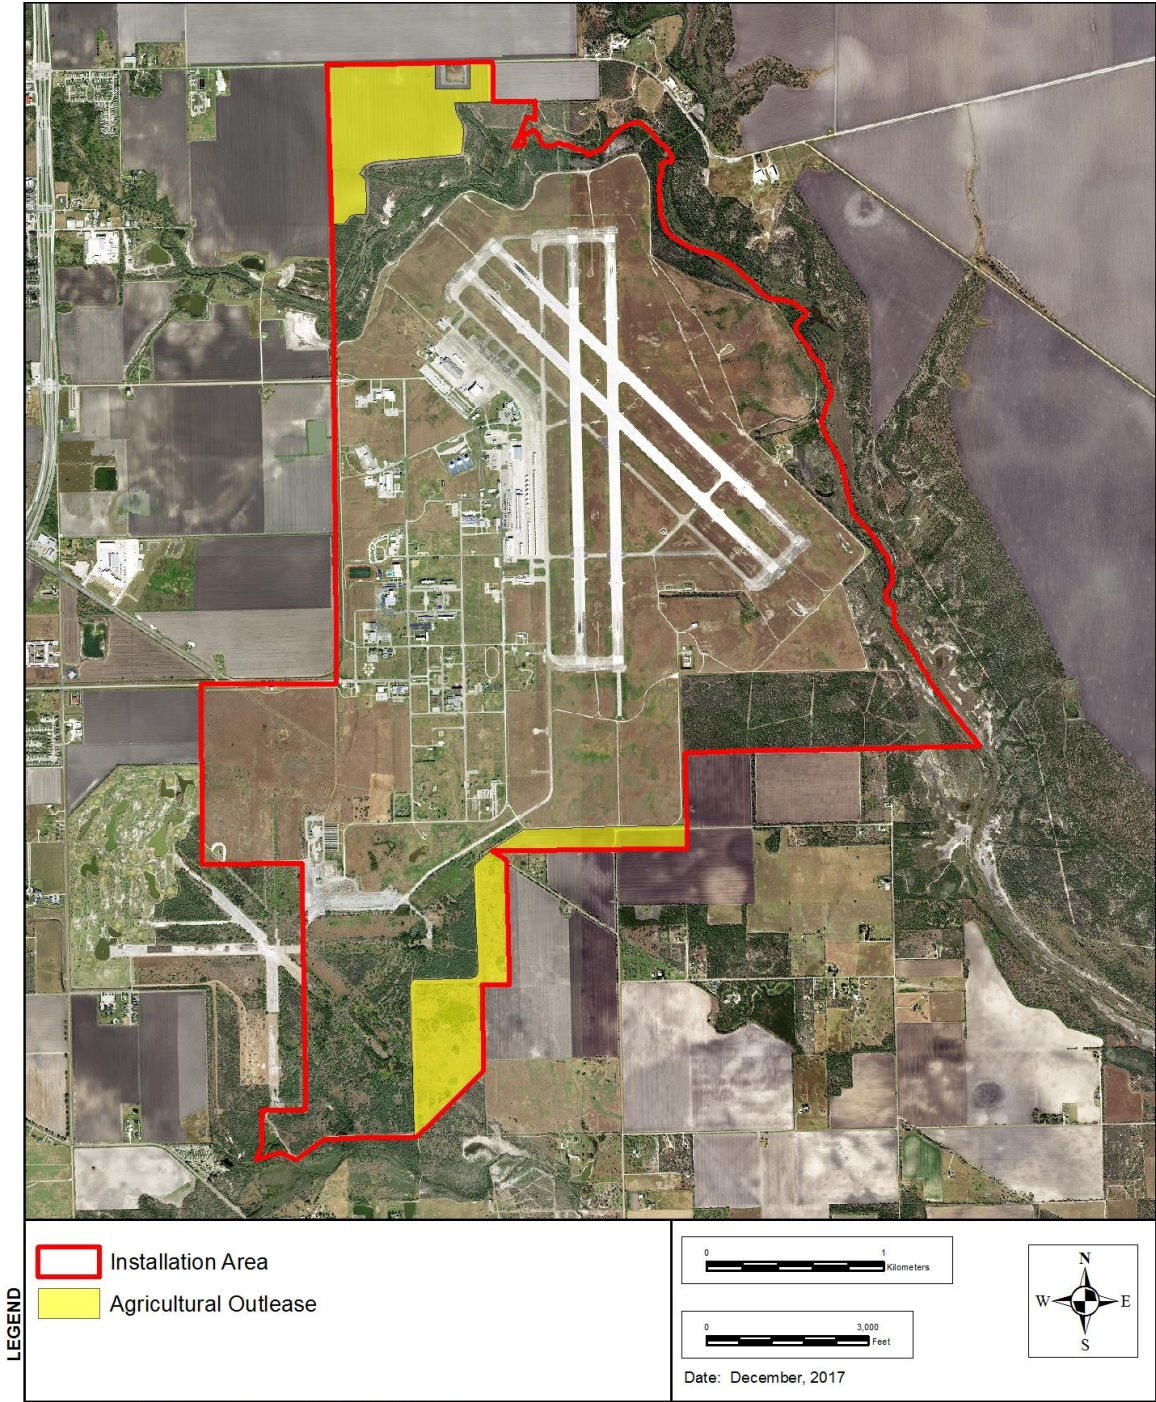 LEGEND
Installation Area
Agricultural Outlease
0 1
Kilometers
0 3,000
Feet
Date: December, 2017
N
W E
S